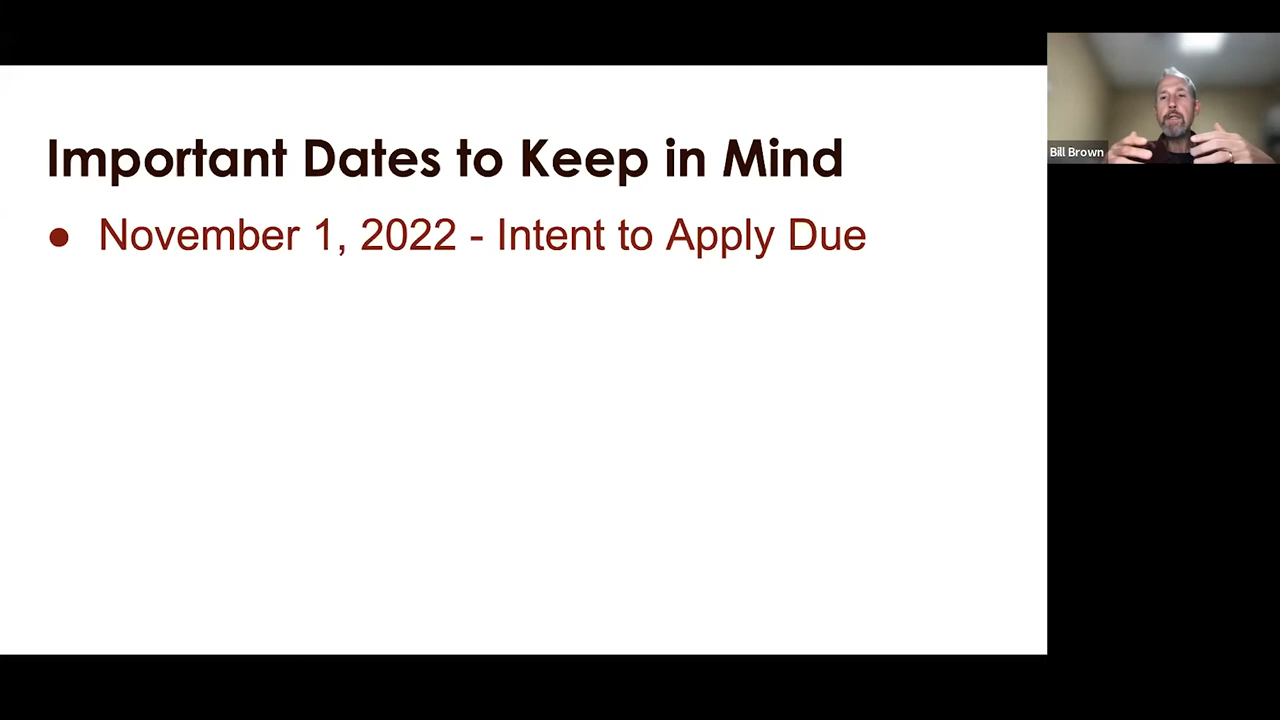 Important Dates to Keep in Mind
● November 1, 2022 - Intent to Apply Due
Bill Brown